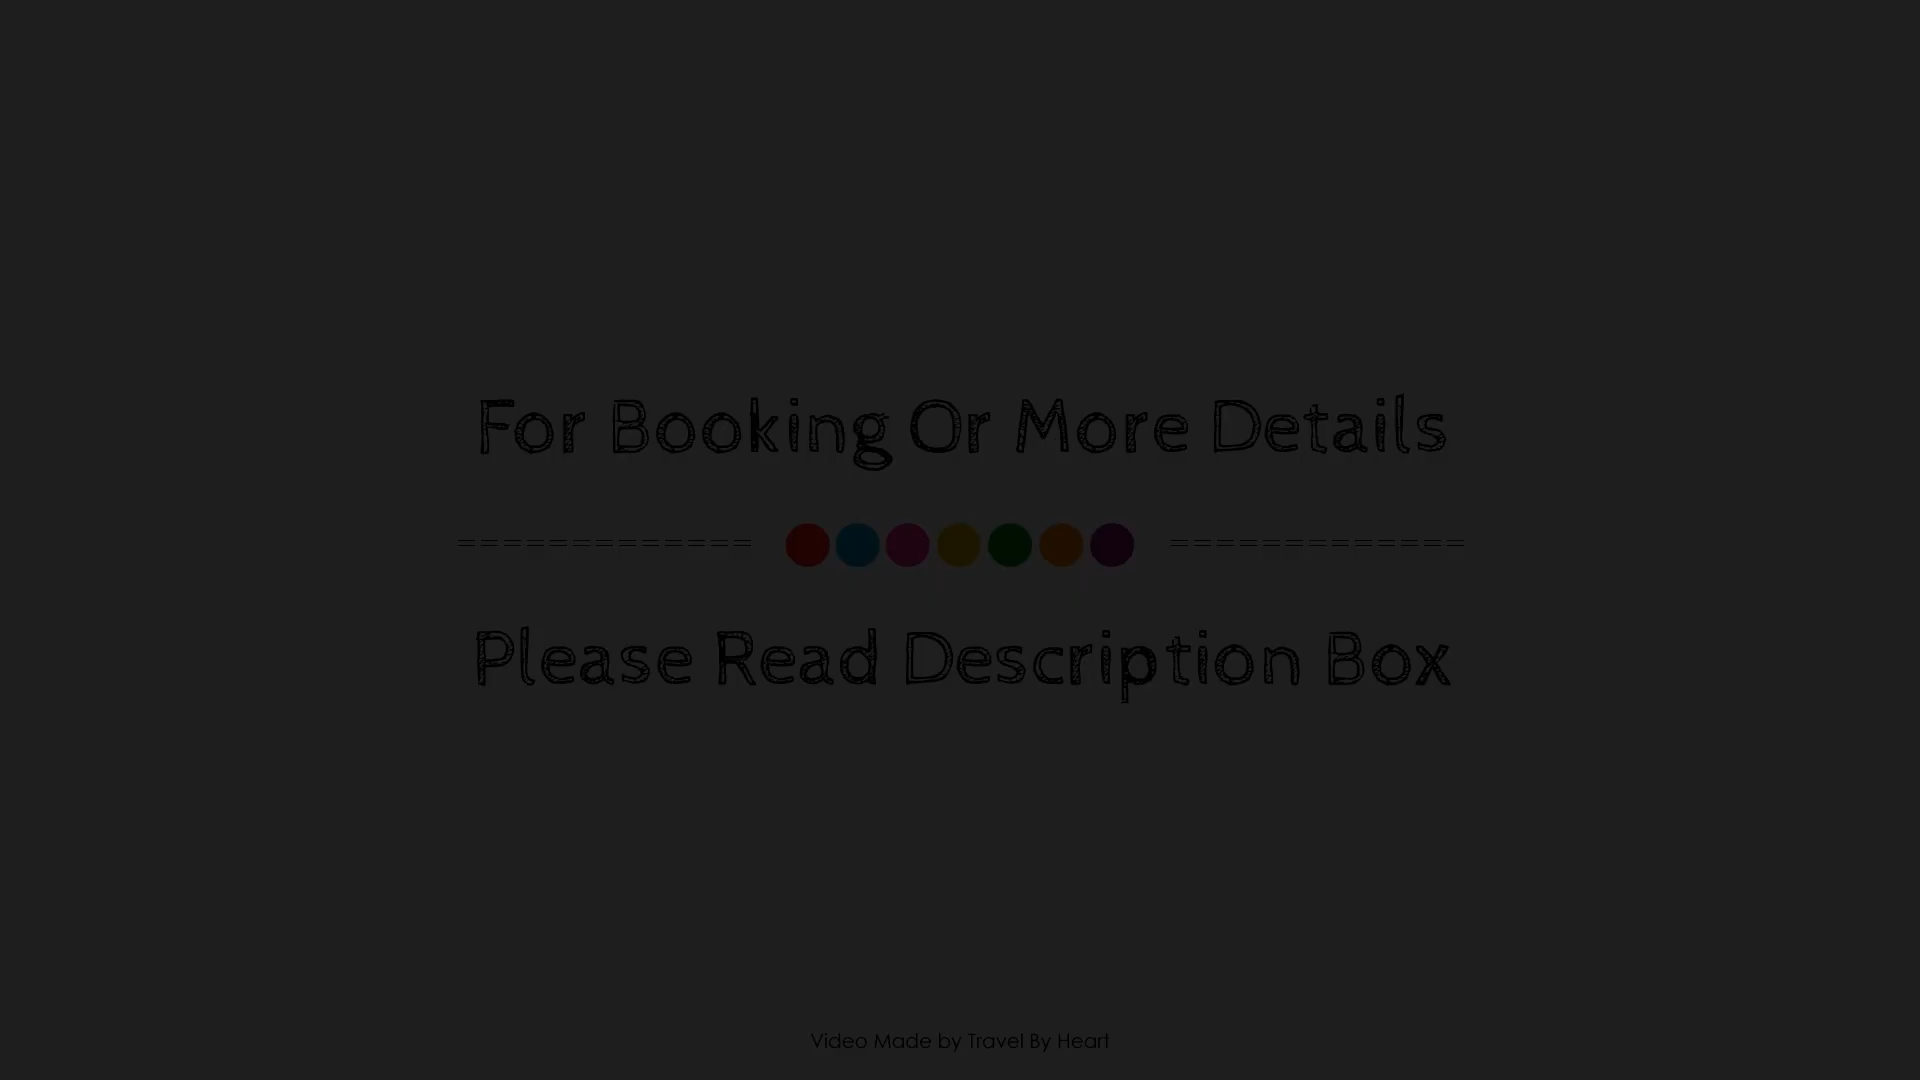 For Booking Or More Details
============= =============
Please Read Description Box
Video Made by Travel By Heart